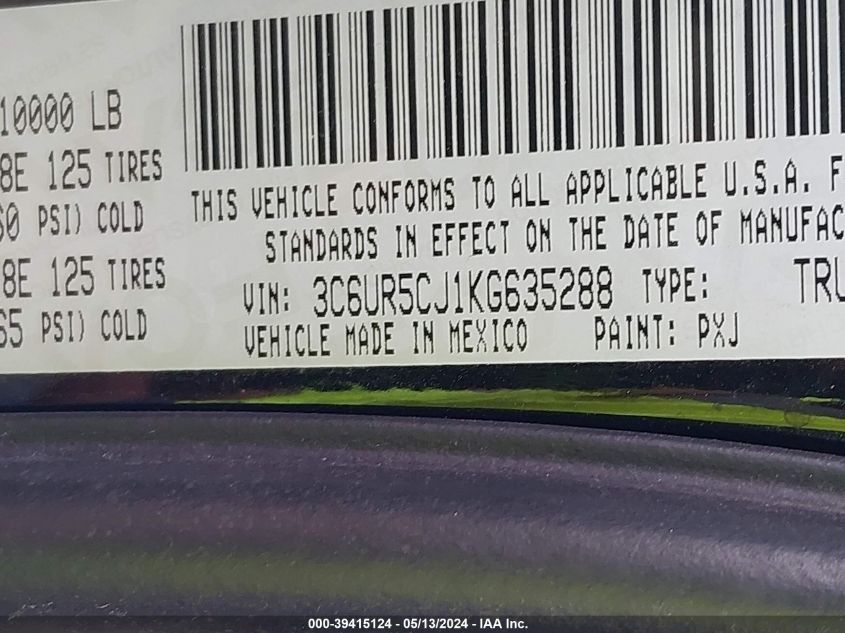 10000 LB
8E 125 TIRES
60 PSI) COLD
8E 125 TIRES
65 PSI) COLD
THIS VEHICLE CONFORMS TO ALL APPLICABLE U.S.A. F
STANDARDS IN EFFECT ON THE DATE OF MANUFAC
VIN: 3C6UR5CJ1KG635288 TYPE: TRU
VEHICLE MADE IN MEXICO PAINT: PXJ
000-39415124 - 05/13/2024 - IAA Inc.